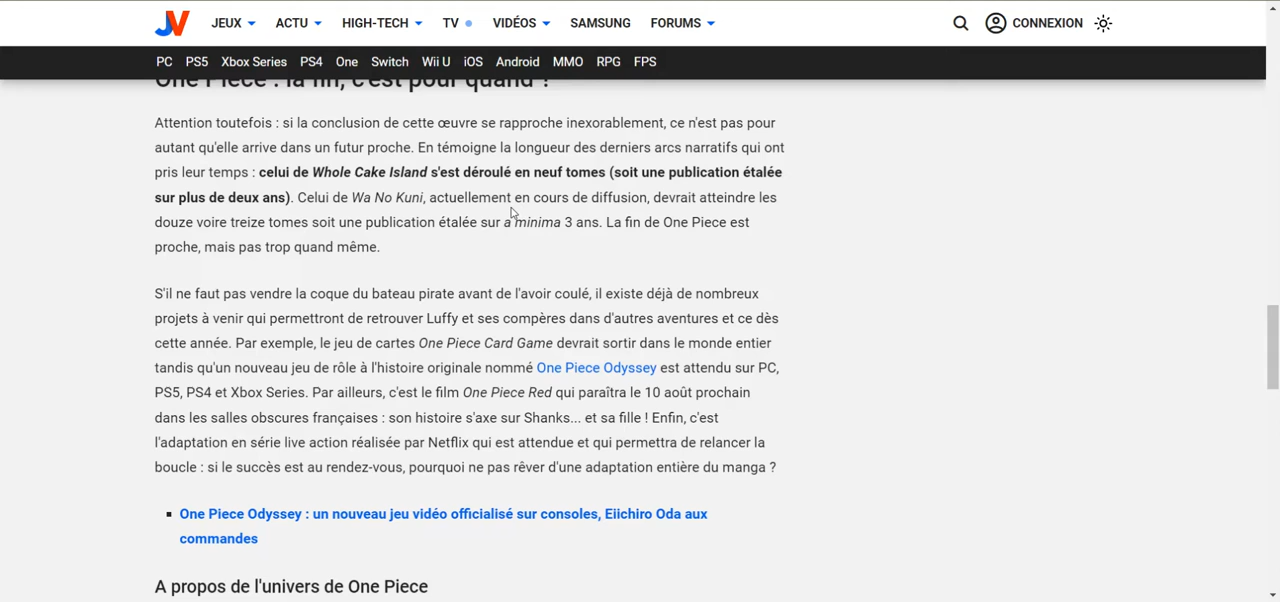 JV JEUX ACTU HIGH-TECH TV VIDÉOS SAMSUNG FORUMS CONNEXION
PC PS5 Xbox Series PS4 One Switch Wii U iOS Android MMO RPG FPS
One Piece : la fin, c'est pour quand ?
Attention toutefois : si la conclusion de cette œuvre se rapproche inexorablement, ce n'est pas pour
autant qu'elle arrive dans un futur proche. En témoigne la longueur des derniers arcs narratifs qui ont
pris leur temps : celui de Whole Cake Island s'est déroulé en neuf tomes (soit une publication étalée
sur plus de deux ans). Celui de Wa No Kuni, actuellement en cours de diffusion, devrait atteindre les
douze voire treize tomes soit une publication étalée sur a minima 3 ans. La fin de One Piece est
proche, mais pas trop quand même.
S'il ne faut pas vendre la coque du bateau pirate avant de l'avoir coulé, il existe déjà de nombreux
projets à venir qui permettront de retrouver Luffy et ses compères dans d'autres aventures et ce dès
cette année. Par exemple, le jeu de cartes One Piece Card Game devrait sortir dans le monde entier
tandis qu'un nouveau jeu de rôle à l'histoire originale nommé One Piece Odyssey est attendu sur PC,
PS5, PS4 et Xbox Series. Par ailleurs, c'est le film One Piece Red qui paraîtra le 10 août prochain
dans les salles obscures françaises : son histoire s'axe sur Shanks... et sa fille ! Enfin, c'est
l'adaptation en série live action réalisée par Netflix qui est attendue et qui permettra de relancer la
boucle : si le succès est au rendez-vous, pourquoi ne pas rêver d'une adaptation entière du manga ?
One Piece Odyssey : un nouveau jeu vidéo officialisé sur consoles, Eiichiro Oda aux
commandes
A propos de l'univers de One Piece